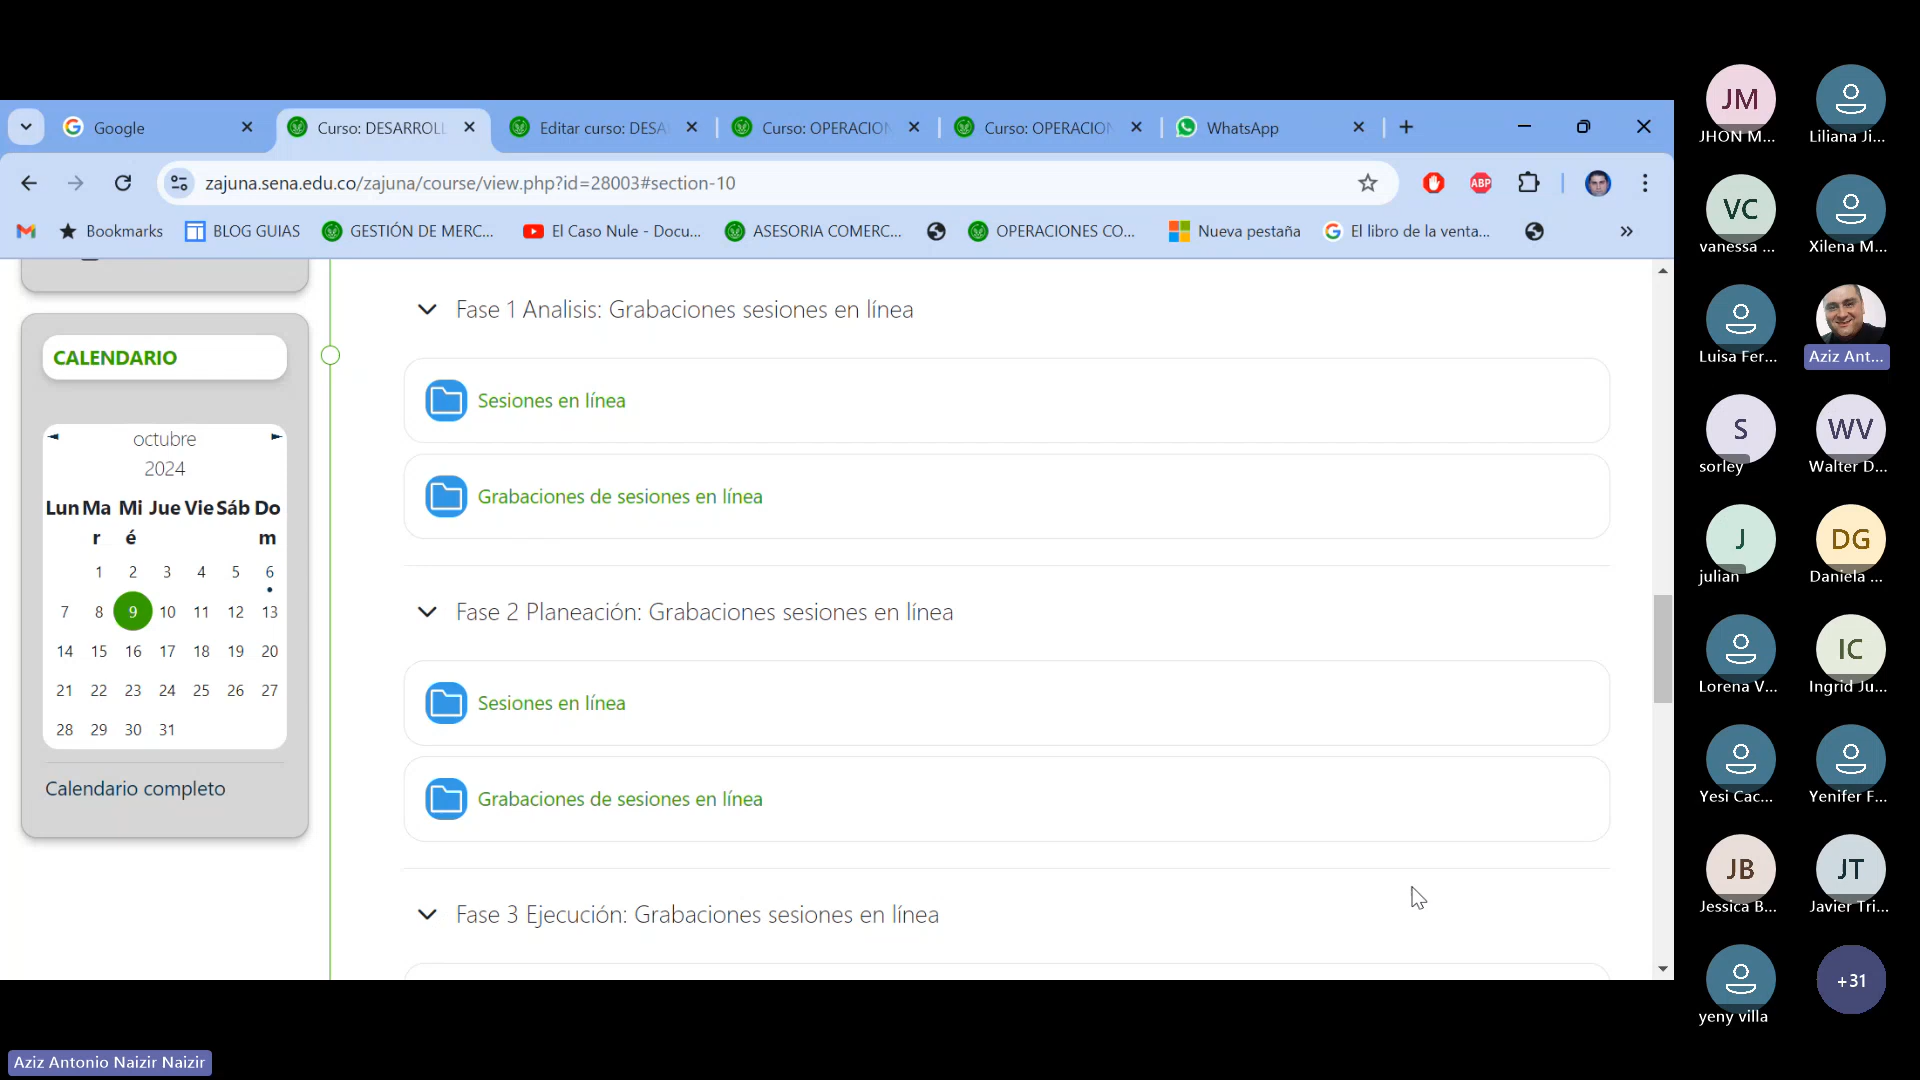 Google
Curso: DESARROLL
Editar curso: DESA
Curso: OPERACION
Curso: OPERACION
WhatsApp
zajuna.sena.edu.co/zajuna/course/view.php?id=28003#section-10
ABP
Bookmarks
BLOG GUIAS
GESTIÓN DE MERC...
El Caso Nule - Docu...
ASESORIA COMERC...
OPERACIONES CO...
Nueva pestaña
El libro de la venta...
CALENDARIO
octubre
2024
Lun Mar Mié Jue Vie Sáb Dom
1 2 3 4 5 6
7 8 9 10 11 12 13
14 15 16 17 18 19 20
21 22 23 24 25 26 27
28 29 30 31
Calendario completo
Fase 1 Analisis: Grabaciones sesiones en línea
Sesiones en línea
Grabaciones de sesiones en línea
Fase 2 Planeación: Grabaciones sesiones en línea
Sesiones en línea
Grabaciones de sesiones en línea
Fase 3 Ejecución: Grabaciones sesiones en línea
JM
JHON M...
Liliana Ji...
VC
vanessa ...
Xilena M...
Luisa Fer...
Aziz Ant...
S
sorley
WV
Walter D...
J
julian
DG
Daniela ...
Lorena V...
IC
Ingrid Ju...
Yesi Cac...
Yenifer F...
JB
Jessica B...
JT
Javier Tri...
yeny villa
+31
Aziz Antonio Naizir Naizir